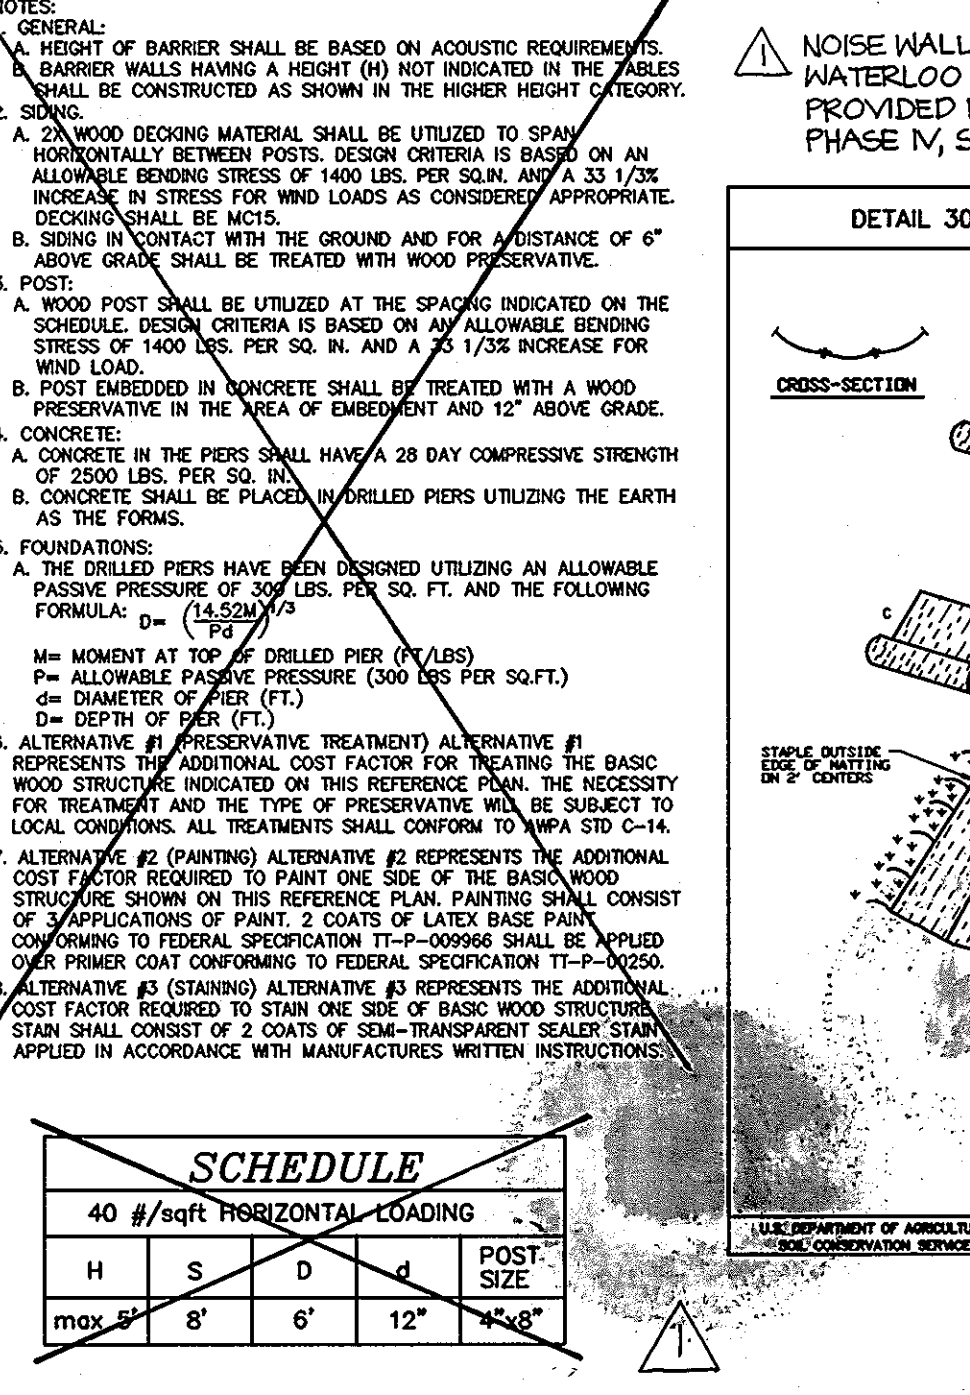 NOTES:
1. GENERAL:
A. HEIGHT OF BARRIER SHALL BE BASED ON ACOUSTIC REQUIREMENTS.
B. BARRIER WALLS HAVING A HEIGHT (H) NOT INDICATED IN THE TABLES
SHALL BE CONSTRUCTED AS SHOWN IN THE HIGHER HEIGHT CATEGORY.
2. SIDING.
A. 2X WOOD DECKING MATERIAL SHALL BE UTILIZED TO SPAN
HORIZONTALLY BETWEEN POSTS. DESIGN CRITERIA IS BASED ON AN
ALLOWABLE BENDING STRESS OF 1400 LBS. PER SQ.IN. AND A 33 1/3%
INCREASE IN STRESS FOR WIND LOADS AS CONSIDERED APPROPRIATE.
DECKING SHALL BE MC15.
B. SIDING IN CONTACT WITH THE GROUND AND FOR A DISTANCE OF 6"
ABOVE GRADE SHALL BE TREATED WITH WOOD PRESERVATIVE.
3. POST:
A. WOOD POST SHALL BE UTILIZED AT THE SPACING INDICATED ON THE
SCHEDULE. DESIGN CRITERIA IS BASED ON AN ALLOWABLE BENDING
STRESS OF 1400 LBS. PER SQ. IN. AND A 33 1/3% INCREASE FOR
WIND LOAD.
B. POST EMBEDDED IN CONCRETE SHALL BE TREATED WITH A WOOD
PRESERVATIVE IN THE AREA OF EMBEDMENT AND 12" ABOVE GRADE.
4. CONCRETE:
A. CONCRETE IN THE PIERS SHALL HAVE A 28 DAY COMPRESSIVE STRENGTH
OF 2500 LBS. PER SQ. IN.
B. CONCRETE SHALL BE PLACED IN DRILLED PIERS UTILIZING THE EARTH
AS THE FORMS.
5. FOUNDATIONS:
A. THE DRILLED PIERS HAVE BEEN DESIGNED UTILIZING AN ALLOWABLE
PASSIVE PRESSURE OF 300 LBS. PER SQ. FT. AND THE FOLLOWING
FORMULA: D= (14.52M/Pd)1/3
M= MOMENT AT TOP OF DRILLED PIER (FT/LBS)
P= ALLOWABLE PASSIVE PRESSURE (300 LBS PER SQ.FT.)
d= DIAMETER OF PIER (FT.)
D= DEPTH OF PIER (FT.)
6. ALTERNATIVE #1 (PRESERVATIVE TREATMENT) ALTERNATIVE #1
REPRESENTS THE ADDITIONAL COST FACTOR FOR TREATING THE BASIC
WOOD STRUCTURE INDICATED ON THIS REFERENCE PLAN. THE NECESSITY
FOR TREATMENT AND THE TYPE OF PRESERVATIVE WILL BE SUBJECT TO
LOCAL CONDITIONS. ALL TREATMENTS SHALL CONFORM TO AWPA STD C-14.
7. ALTERNATIVE #2 (PAINTING) ALTERNATIVE #2 REPRESENTS THE ADDITIONAL
COST FACTOR REQUIRED TO PAINT ONE SIDE OF THE BASIC WOOD
STRUCTURE SHOWN ON THIS REFERENCE PLAN. PAINTING SHALL CONSIST
OF 3 APPLICATIONS OF PAINT. 2 COATS OF LATEX BASE PAINT
CONFORMING TO FEDERAL SPECIFICATION TT-P-009966 SHALL BE APPLIED
OVER PRIMER COAT CONFORMING TO FEDERAL SPECIFICATION TT-P-00250.
8. ALTERNATIVE #3 (STAINING) ALTERNATIVE #3 REPRESENTS THE ADDITIONAL
COST FACTOR REQUIRED TO STAIN ONE SIDE OF BASIC WOOD STRUCTURE
STAIN SHALL CONSIST OF 2 COATS OF SEMI-TRANSPARENT SEALER STAIN
APPLIED IN ACCORDANCE WITH MANUFACTURES WRITTEN INSTRUCTIONS.
SCHEDULE
40 #/sqft HORIZONTAL LOADING
H S D d POST SIZE
max 5' 8' 6' 12" 4"x8"
1
1 NOISE WALL
WATERLOO
PROVIDED
PHASE IV, S
DETAIL 30
CROSS-SECTION
C
STAPLE OUTSIDE
EDGE OF MATTING
ON 2' CENTERS
U.S. DEPARTMENT OF AGRICULTU
SOIL CONSERVATION SERVICE